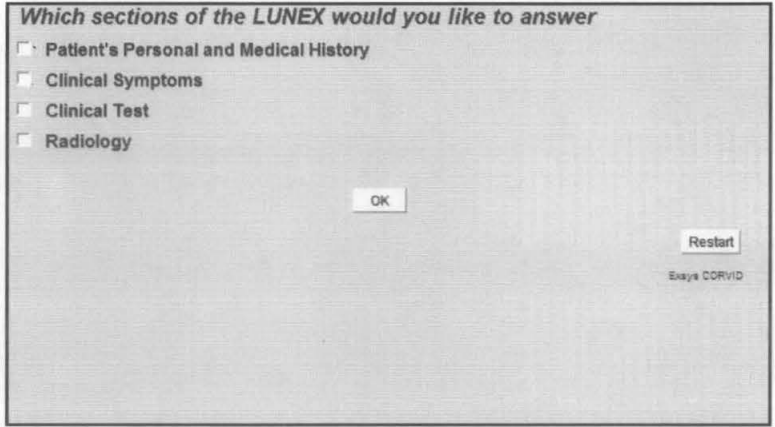 Which sections of the LUNEX would you like to answer
Patient's Personal and Medical History
Clinical Symptoms
Clinical Test
Radiology
OK
Restart
Exsys CORVID